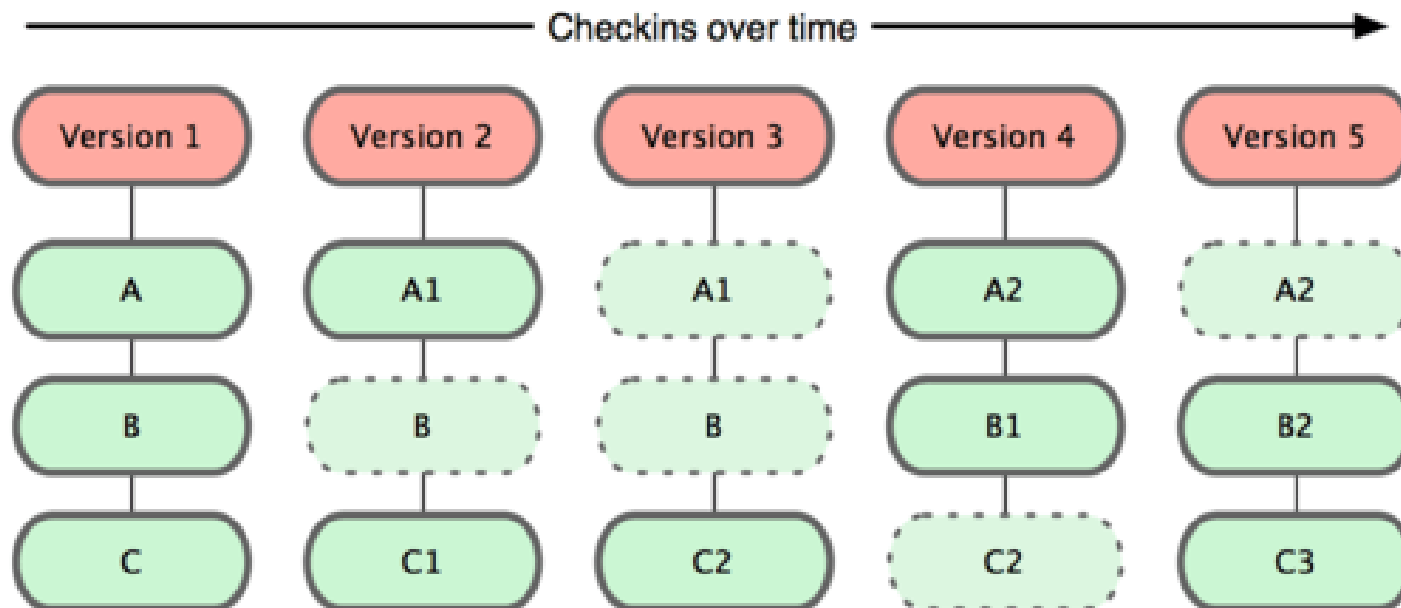 Checkins over time
Version 1 Version 2 Version 3 Version 4 Version 5
A A1 A1 A2 A2
B B B B1 B2
C C1 C2 C2 C3